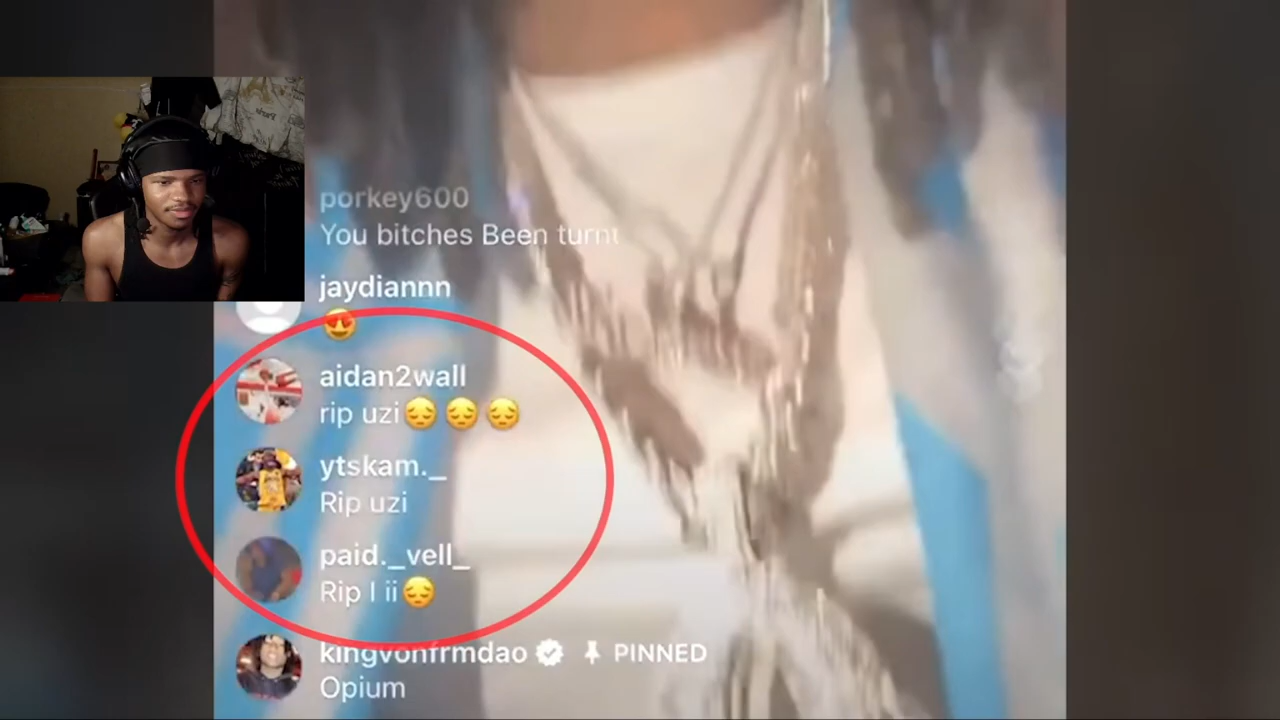 porkey600
You bitches Been turnt
jaydiannn
😍
aidan2wall
rip uzi😔 😔 😔
ytskam._
Rip uzi
paid._vell_
Rip l ii😔
kingvonfrmdao PINNED
Opium